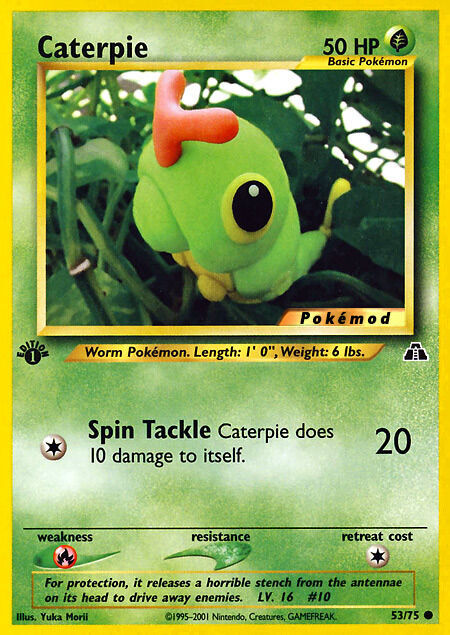 Caterpie
50 HP
Basic Pokémon
Pokémod
EDITION
1
Worm Pokémon. Length: 1' 0", Weight: 6 lbs.
Spin Tackle Caterpie does
10 damage to itself.
20
weakness
resistance
retreat cost
For protection, it releases a horrible stench from the antennae
on its head to drive away enemies. LV. 16 #10
Illus. Yuka Morii
©1995-2001 Nintendo, Creatures, GAMEFREAK.
53/75